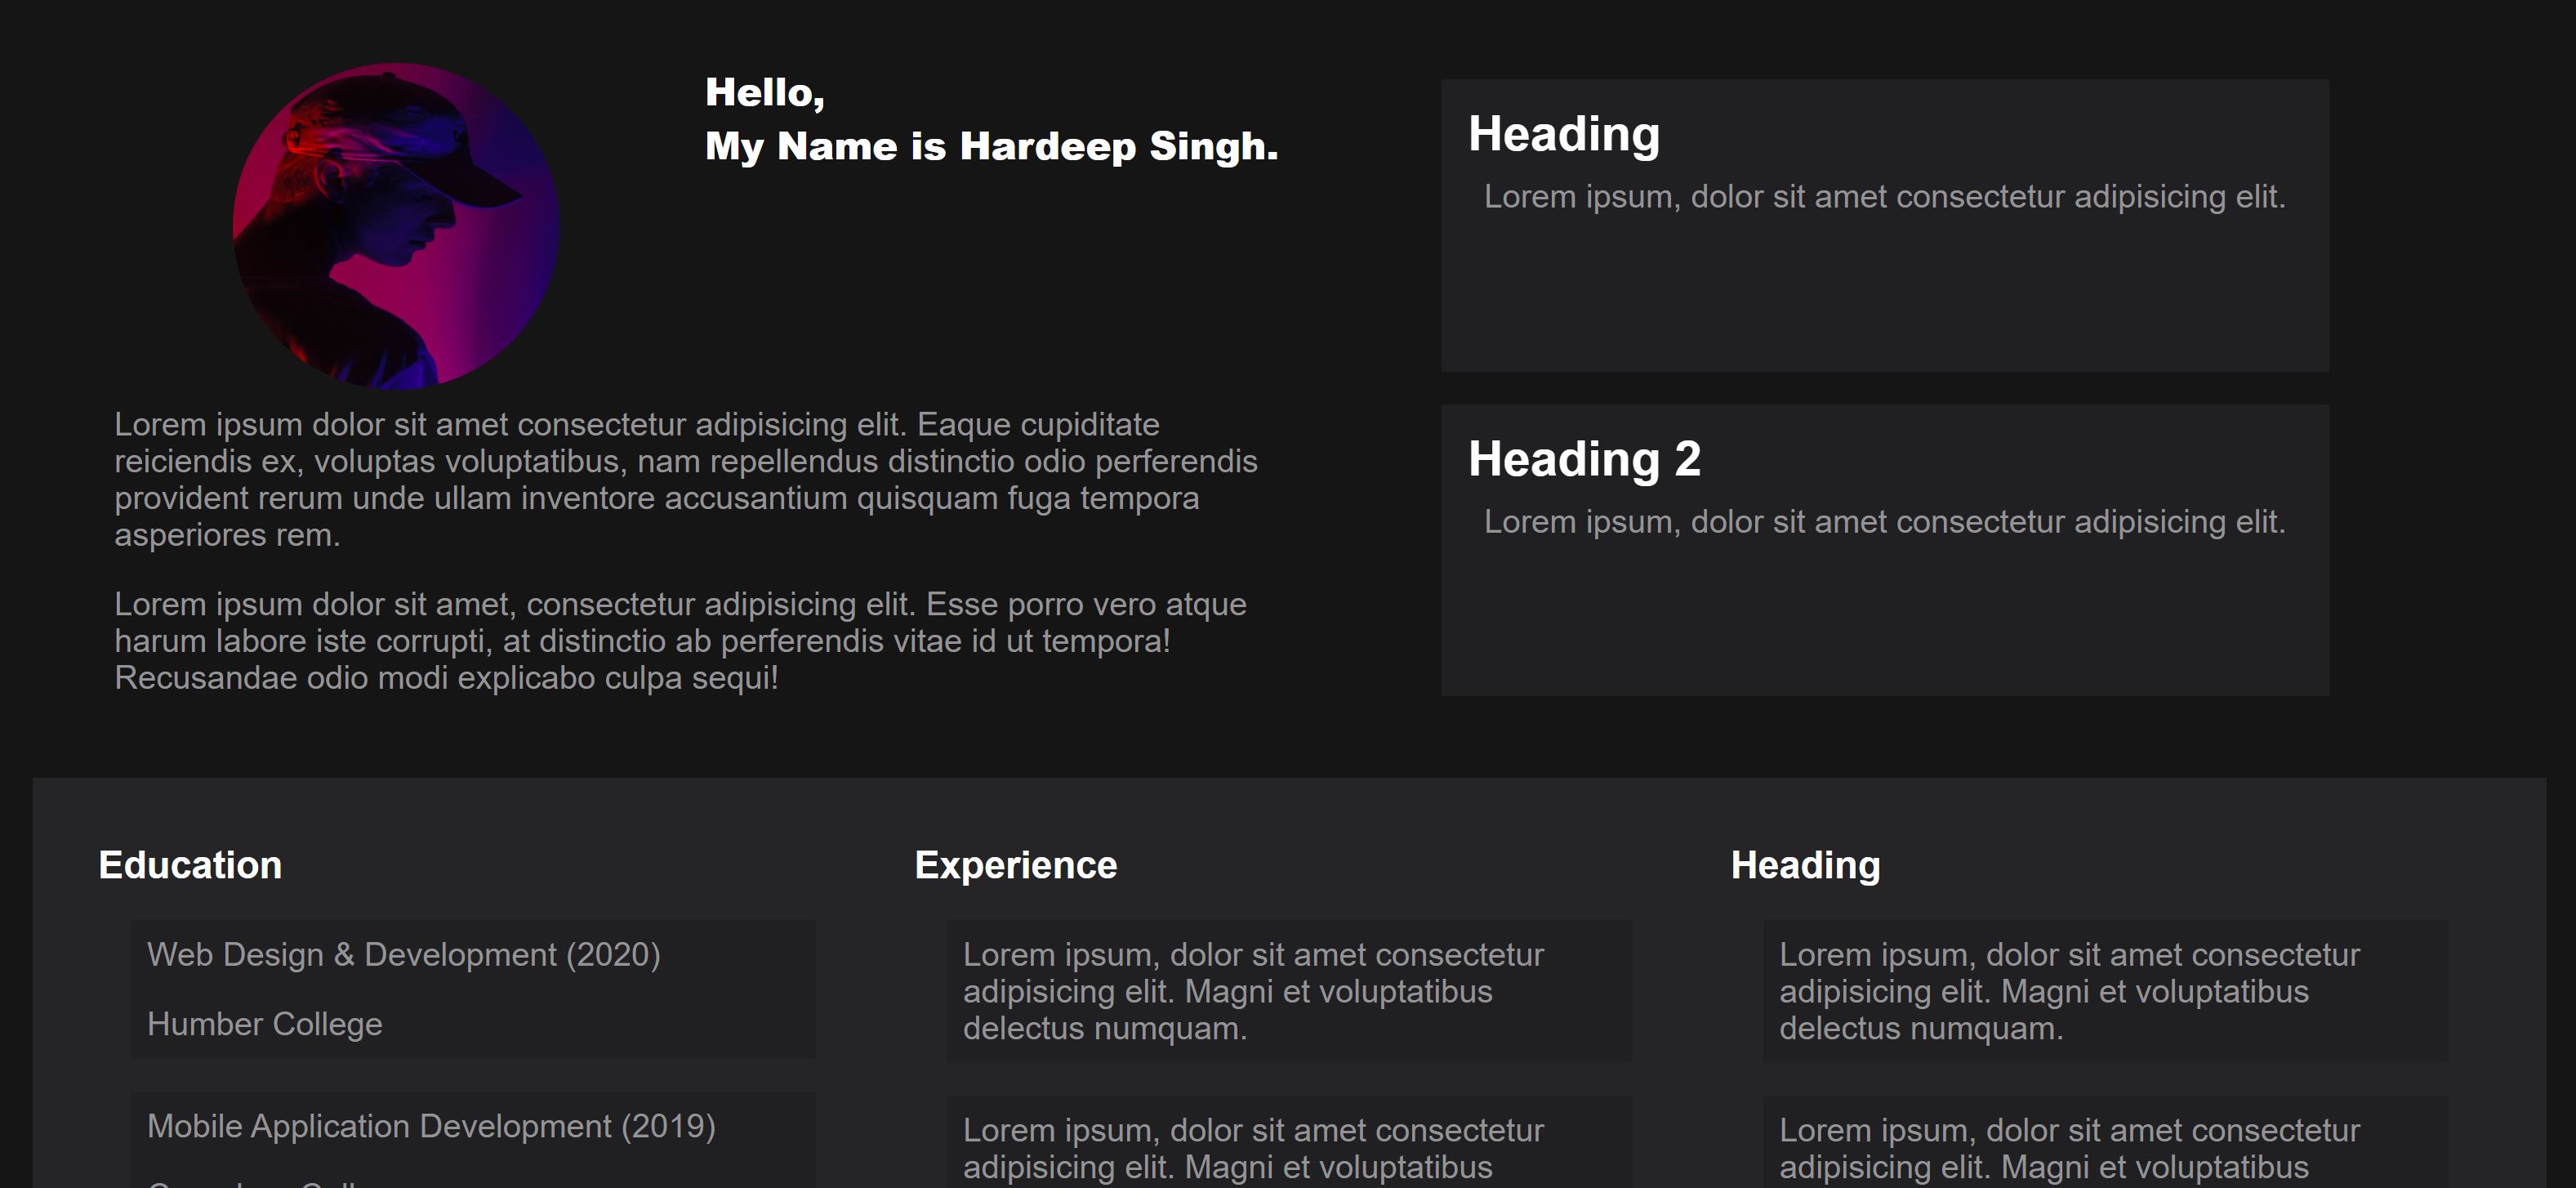 Hello,
My Name is Hardeep Singh.
Lorem ipsum dolor sit amet consectetur adipisicing elit. Eaque cupiditate
reiciendis ex, voluptas voluptatibus, nam repellendus distinctio odio perferendis
provident rerum unde ullam inventore accusantium quisquam fuga tempora
asperiores rem.
Lorem ipsum dolor sit amet, consectetur adipisicing elit. Esse porro vero atque
harum labore iste corrupti, at distinctio ab perferendis vitae id ut tempora!
Recusandae odio modi explicabo culpa sequi!
Heading
Lorem ipsum, dolor sit amet consectetur adipisicing elit.
Heading 2
Lorem ipsum, dolor sit amet consectetur adipisicing elit.
Education
Web Design & Development (2020)
Humber College
Mobile Application Development (2019)
Experience
Lorem ipsum, dolor sit amet consectetur
adipisicing elit. Magni et voluptatibus
delectus numquam.
Lorem ipsum, dolor sit amet consectetur
adipisicing elit. Magni et voluptatibus
Heading
Lorem ipsum, dolor sit amet consectetur
adipisicing elit. Magni et voluptatibus
delectus numquam.
Lorem ipsum, dolor sit amet consectetur
adipisicing elit. Magni et voluptatibus